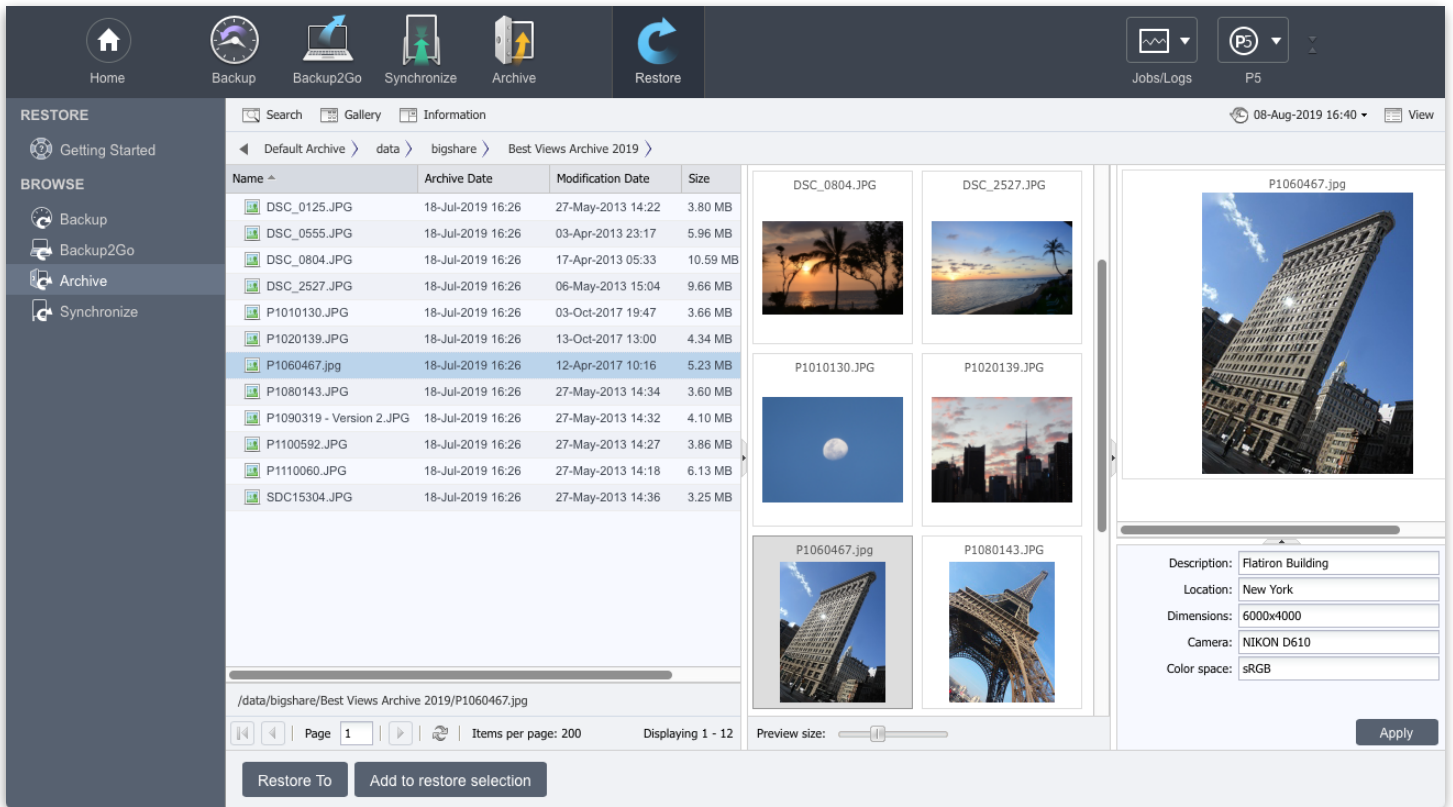 Home
Backup
Backup2Go
Synchronize
Archive
Restore
Jobs/Logs
P5
P5
RESTORE
Getting Started
BROWSE
Backup
Backup2Go
Archive
Synchronize
Search Gallery Information
08-Aug-2019 16:40 View
Default Archive data bigshare Best Views Archive 2019
Name Archive Date Modification Date Size
DSC_0125.JPG 18-Jul-2019 16:26 27-May-2013 14:22 3.80 MB
DSC_0555.JPG 18-Jul-2019 16:26 03-Apr-2013 23:17 5.96 MB
DSC_0804.JPG 18-Jul-2019 16:26 17-Apr-2013 05:33 10.59 MB
DSC_2527.JPG 18-Jul-2019 16:26 06-May-2013 15:04 9.66 MB
P1010130.JPG 18-Jul-2019 16:26 03-Oct-2017 19:47 3.66 MB
P1020139.JPG 18-Jul-2019 16:26 13-Oct-2017 13:00 4.34 MB
P1060467.jpg 18-Jul-2019 16:26 12-Apr-2017 10:16 5.23 MB
P1080143.JPG 18-Jul-2019 16:26 27-May-2013 14:34 3.60 MB
P1090319 - Version 2.JPG 18-Jul-2019 16:26 27-May-2013 14:32 4.10 MB
P1100592.JPG 18-Jul-2019 16:26 27-May-2013 14:27 3.86 MB
P1110060.JPG 18-Jul-2019 16:26 27-May-2013 14:18 6.13 MB
SDC15304.JPG 18-Jul-2019 16:26 27-May-2013 14:36 3.25 MB
/data/bigshare/Best Views Archive 2019/P1060467.jpg
Page 1 Items per page: 200 Displaying 1 - 12
DSC_0804.JPG DSC_2527.JPG
P1010130.JPG P1020139.JPG
P1060467.jpg P1080143.JPG
Preview size:
P1060467.jpg
Description: Flatiron Building
Location: New York
Dimensions: 6000x4000
Camera: NIKON D610
Color space: sRGB
Apply
Restore To Add to restore selection